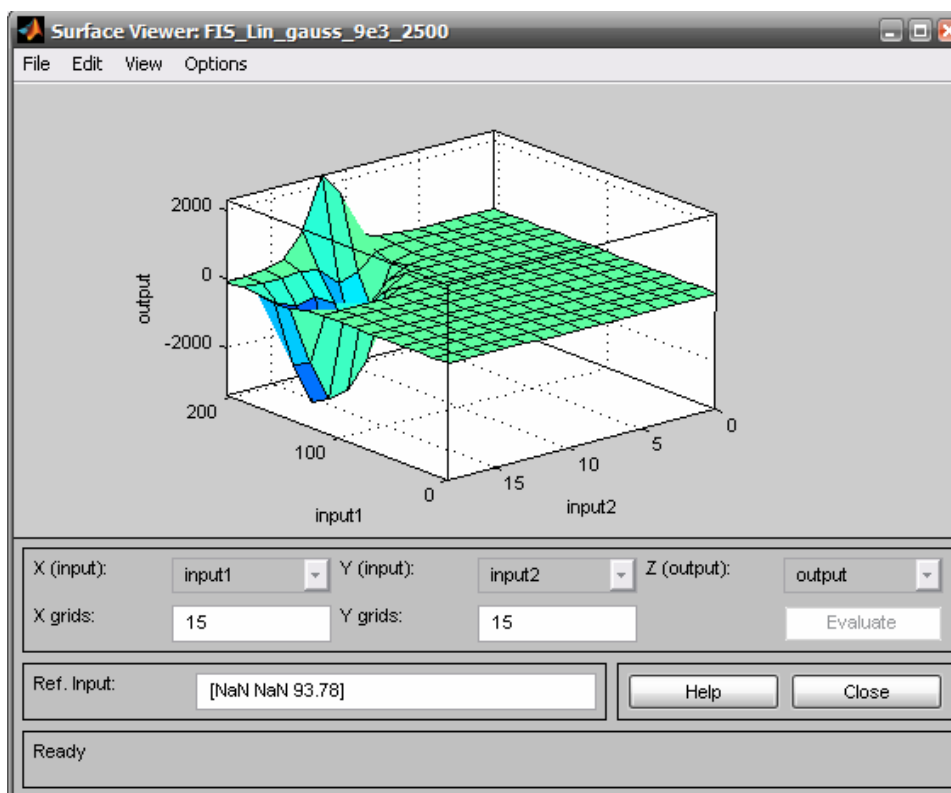 Surface Viewer: FIS_Lin_gauss_9e3_2500
File Edit View Options
2000
0
-2000
output
200
100
0
input1
15
10
5
0
input2
X (input): input1 Y (input): input2 Z (output): output
X grids: 15 Y grids: 15 Evaluate
Ref. Input: [NaN NaN 93.78] Help Close
Ready